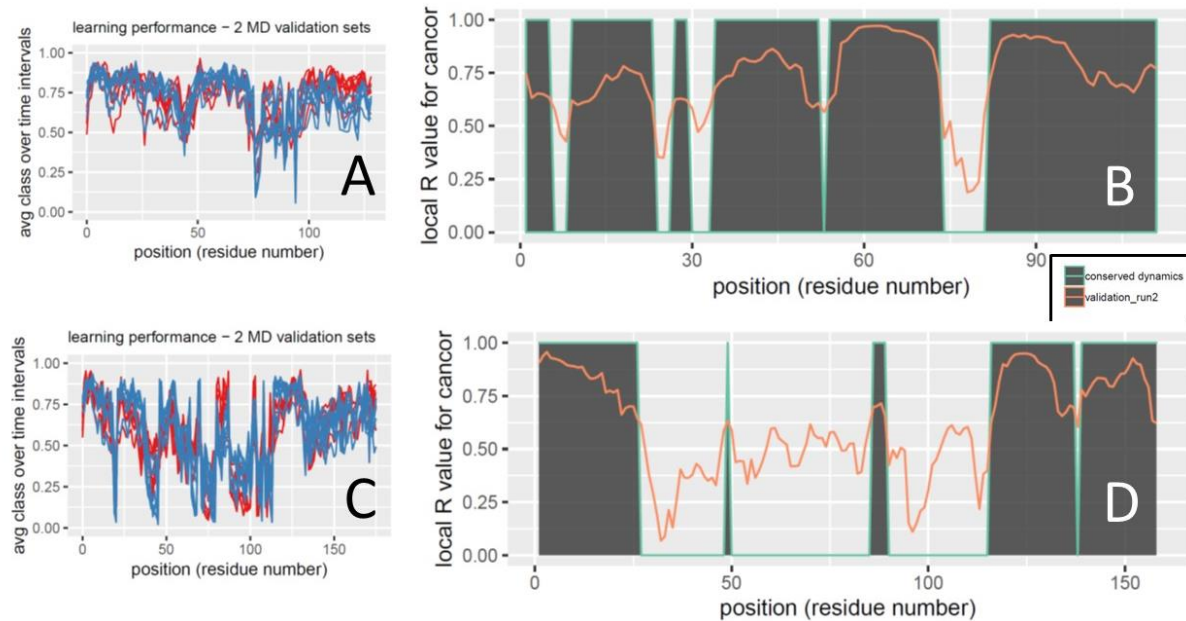 learning performance − 2 MD validation sets
avg class over time intervals
1.00
0.75
0.50
0.25
0.00
0
50
100
position (residue number)
A
local R value for cancor
1.00
0.75
0.50
0.25
0.00
0
30
60
90
position (residue number)
B
conserved dynamics
validation_run2
learning performance − 2 MD validation sets
avg class over time intervals
1.00
0.75
0.50
0.25
0.00
0
50
100
150
position (residue number)
C
local R value for cancor
1.00
0.75
0.50
0.25
0.00
0
50
100
150
position (residue number)
D